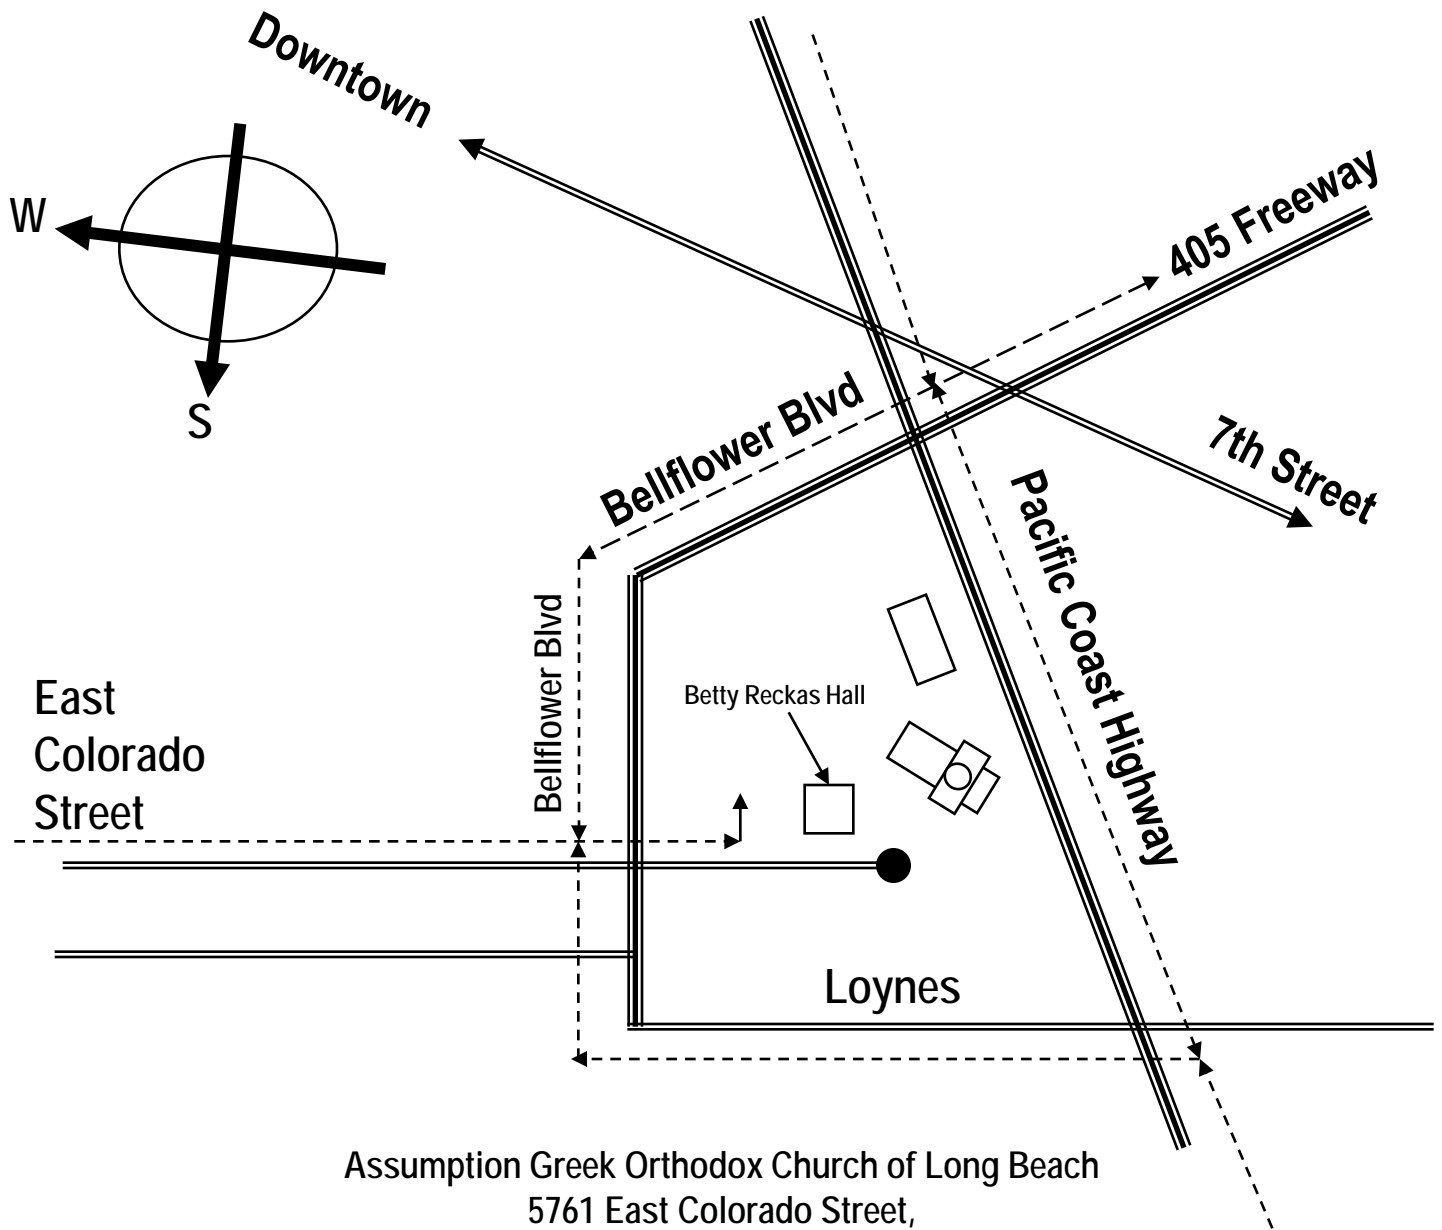 Downtown
W
S
405 Freeway
Bellflower Blvd
7th Street
Pacific Coast Highway
Bellflower Blvd
Betty Reckas Hall
East
Colorado
Street
Loynes
Assumption Greek Orthodox Church of Long Beach
5761 East Colorado Street,